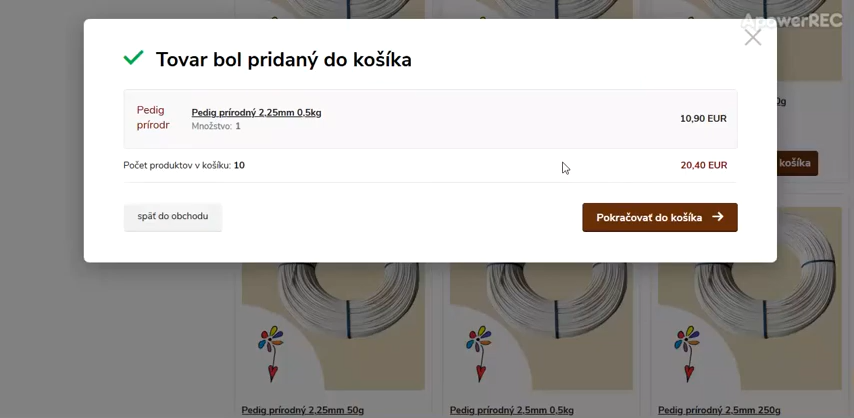 ApowerREC
Tovar bol pridaný do košíka
Pedig
prírodr
Pedig prírodný 2,25mm 0,5kg
Množstvo: 1
10,90 EUR
Počet produktov v košíku: 10
20,40 EUR
späť do obchodu
Pokračovať do košíka
0g
košíka
Pedig prírodný 2,25mm 50g
Pedig prírodný 2,5mm 0,5kg
Pedig prírodný 2,5mm 250g